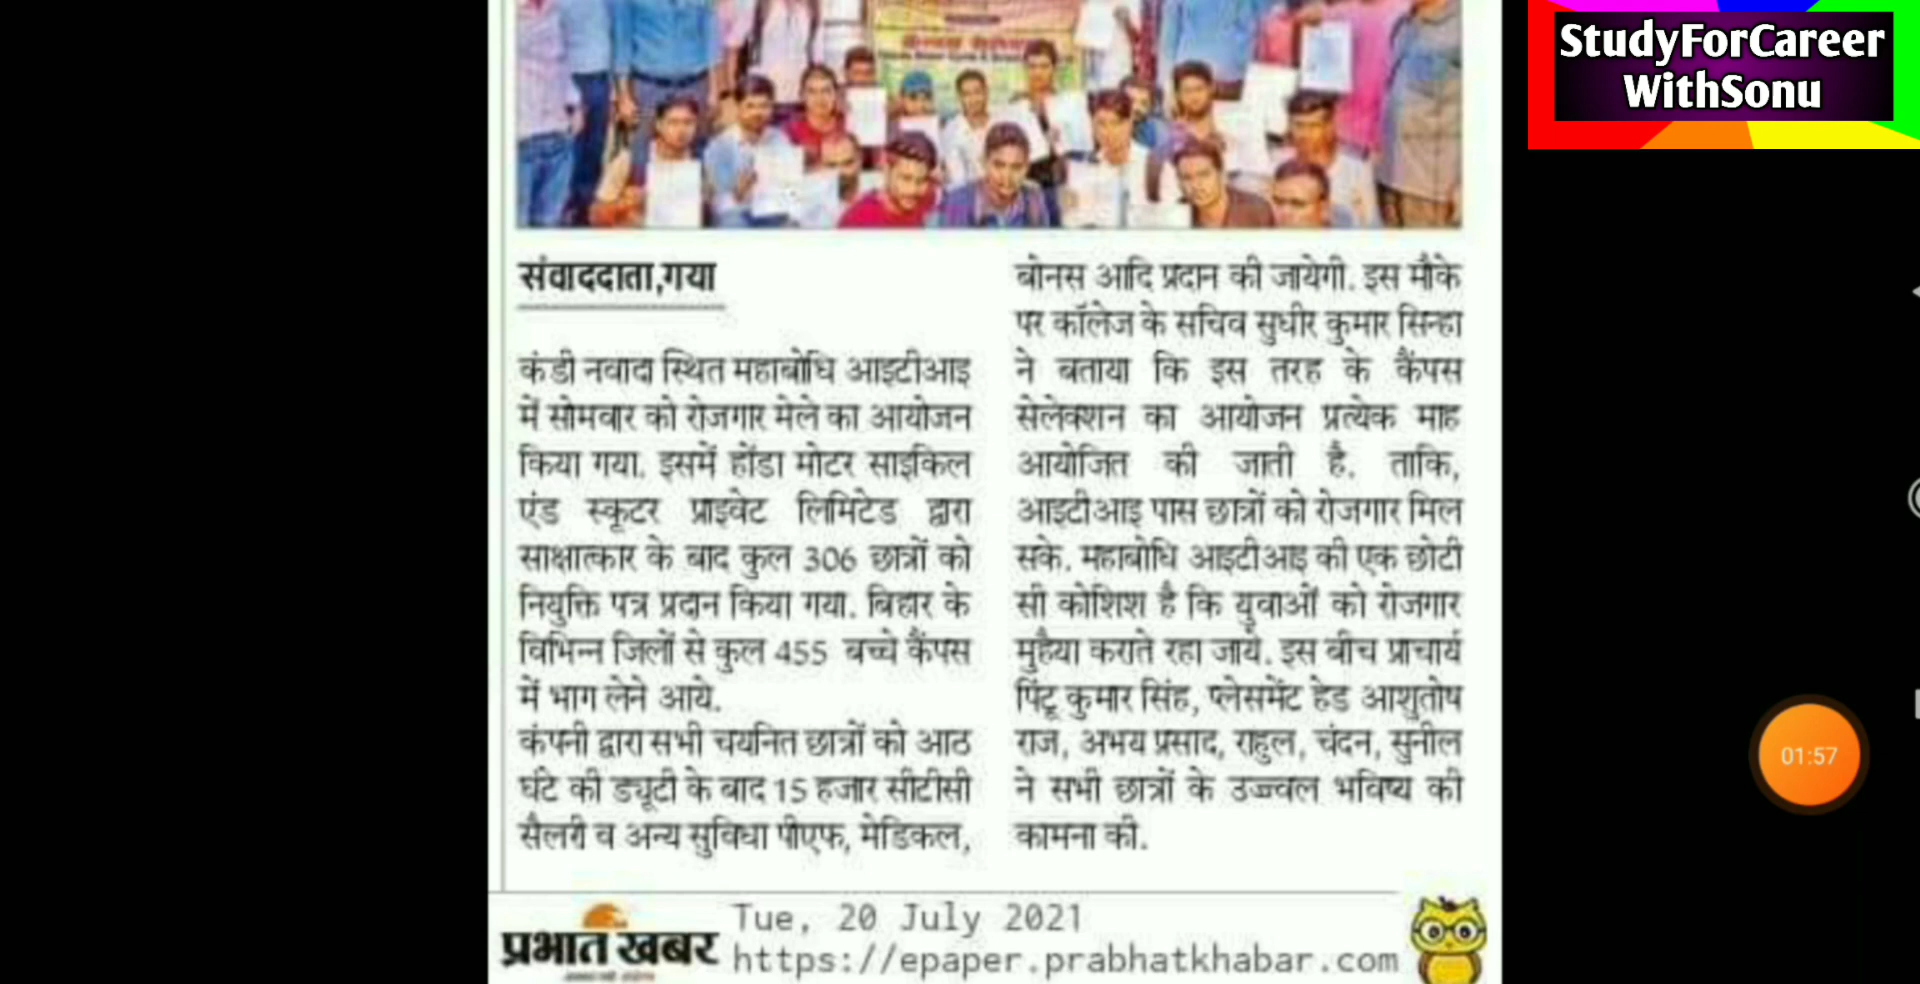 StudyForCareer
WithSonu
संवाददाता,गया
कंडी नवादा स्थित महाबोधि आइटीआइ
में सोमवार को रोजगार मेले का आयोजन
किया गया. इसमें होंडा मोटर साइकिल
एंड स्कूटर प्राइवेट लिमिटेड द्वारा
साक्षात्कार के बाद कुल 306 छात्रों को
नियुक्ति पत्र प्रदान किया गया. बिहार के
विभिन्न जिलों से कुल 455 बच्चे कैंपस
में भाग लेने आये.
कंपनी द्वारा सभी चयनित छात्रों को आठ
घंटे की ड्यूटी के बाद 15 हजार सीटीसी
सैलरी व अन्य सुविधा पीएफ, मेडिकल,
बोनस आदि प्रदान की जायेगी. इस मौके
पर कॉलेज के सचिव सुधीर कुमार सिन्हा
ने बताया कि इस तरह के कैंपस
सेलेक्शन का आयोजन प्रत्येक माह
आयोजित की जाती है. ताकि,
आइटीआइ पास छात्रों को रोजगार मिल
सके. महाबोधि आइटीआइ की एक छोटी
सी कोशिश है कि युवाओं को रोजगार
मुहैया कराते रहा जाये. इस बीच प्राचार्य
पिंटू कुमार सिंह, प्लेसमेंट हेड आशुतोष
राज, अभय प्रसाद, राहुल, चंदन, सुनील
ने सभी छात्रों के उज्ज्वल भविष्य की
कामना की.
01:57
प्रभात खबर
Tue, 20 July 2021
https://epaper.prabhatkhabar.com